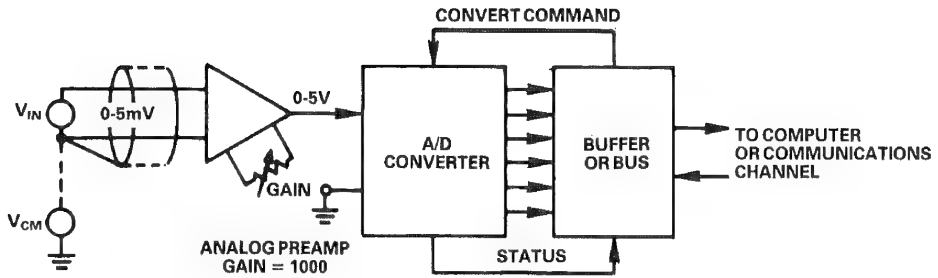 CONVERT COMMAND
V_IN
0-5mV
0-5V
A/D
CONVERTER
BUFFER
OR BUS
TO COMPUTER
OR COMMUNICATIONS
CHANNEL
GAIN
V_CM
ANALOG PREAMP
GAIN = 1000
STATUS